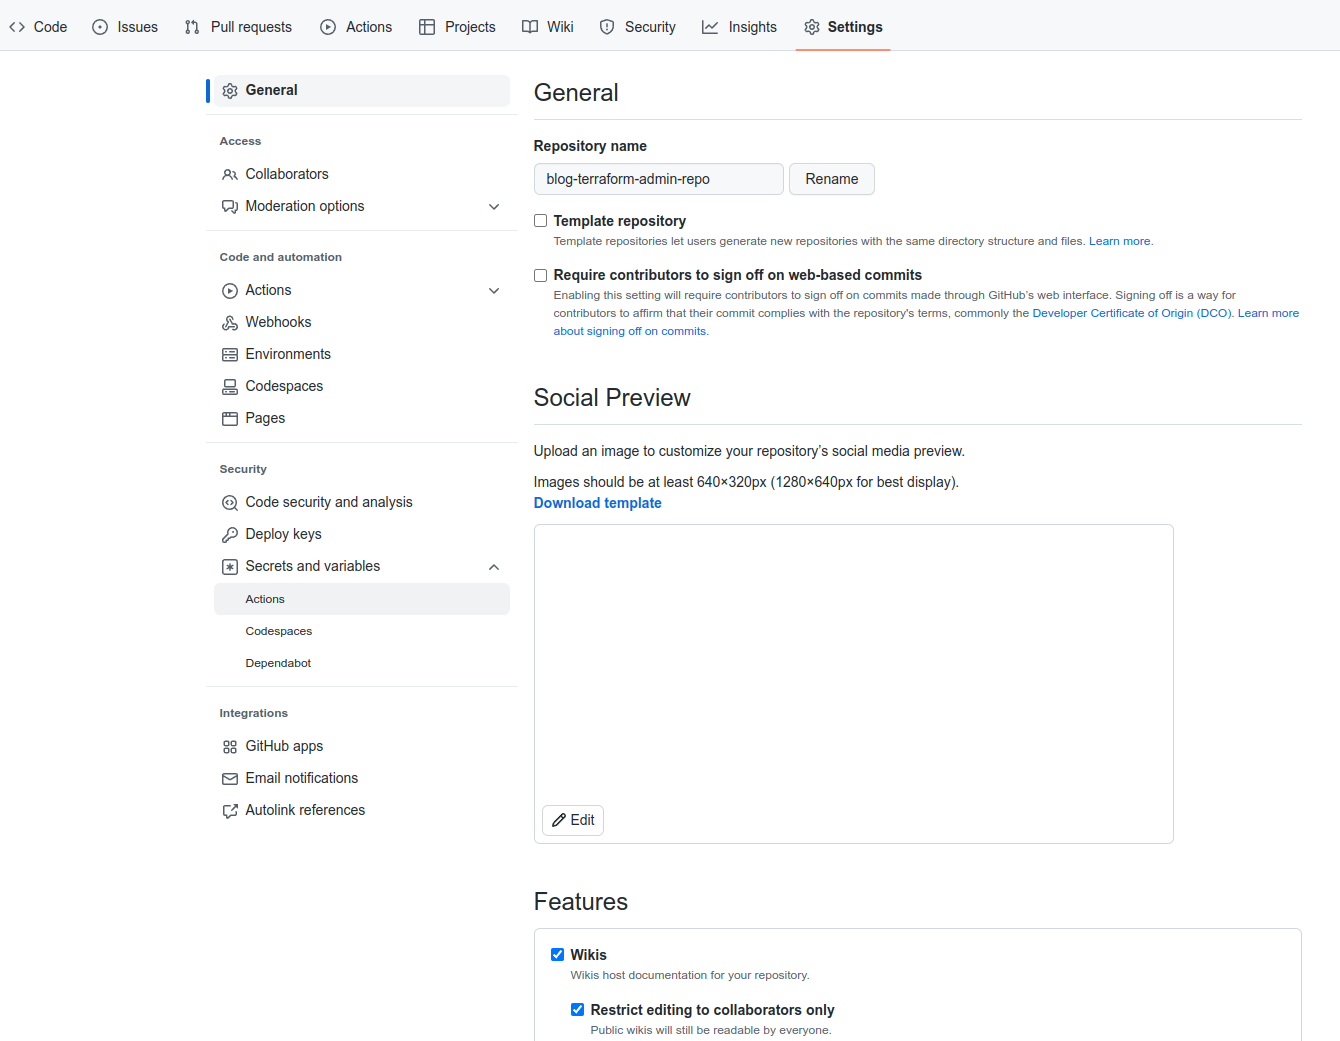 Code Issues Pull requests Actions Projects Wiki Security Insights Settings
General
Access
Collaborators
Moderation options
Code and automation
Actions
Webhooks
Environments
Codespaces
Pages
Security
Code security and analysis
Deploy keys
Secrets and variables
Actions
Codespaces
Dependabot
Integrations
GitHub apps
Email notifications
Autolink references
General
Repository name
blog-terraform-admin-repo Rename
Template repository
Template repositories let users generate new repositories with the same directory structure and files. Learn more.
Require contributors to sign off on web-based commits
Enabling this setting will require contributors to sign off on commits made through GitHub's web interface. Signing off is a way for
contributors to affirm that their commit complies with the repository's terms, commonly the Developer Certificate of Origin (DCO). Learn more
about signing off on commits.
Social Preview
Upload an image to customize your repository's social media preview.
Images should be at least 640×320px (1280×640px for best display).
Download template
Edit
Features
Wikis
Wikis host documentation for your repository.
Restrict editing to collaborators only
Public wikis will still be readable by everyone.